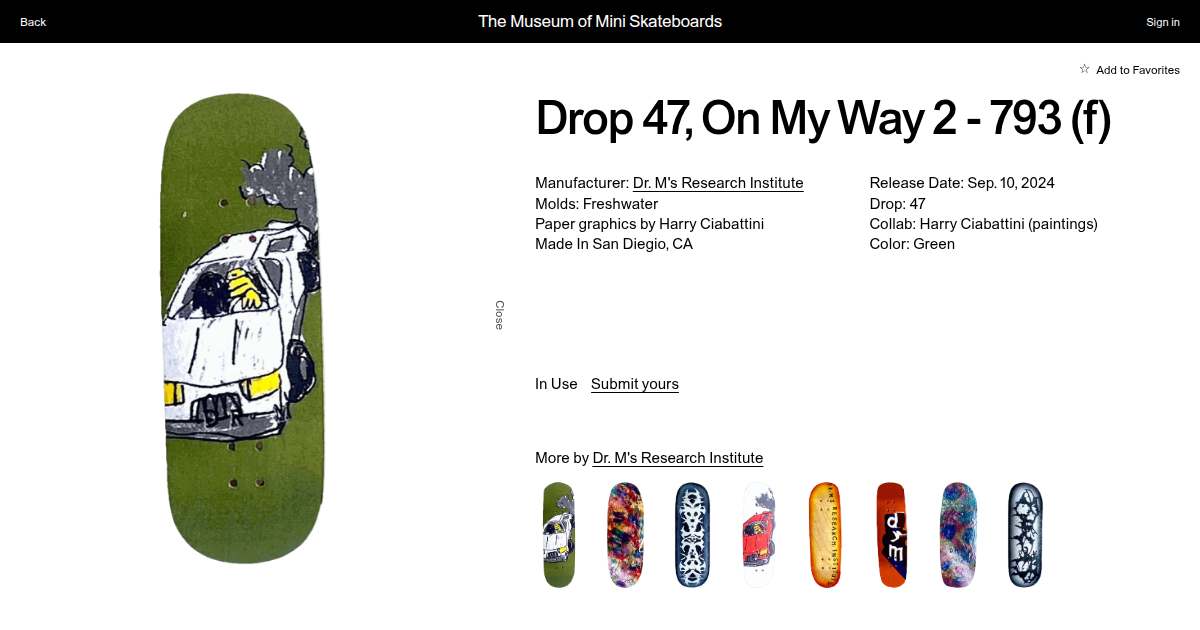 Back
The Museum of Mini Skateboards
Sign in
☆ Add to Favorites
Drop 47, On My Way 2 - 793 (f)
Manufacturer: Dr. M's Research Institute
Molds: Freshwater
Paper graphics by Harry Ciabattini
Made In San Diegio, CA
Release Date: Sep. 10, 2024
Drop: 47
Collab: Harry Ciabattini (paintings)
Color: Green
DR M
Close
In Use
Submit yours
More by Dr. M's Research Institute